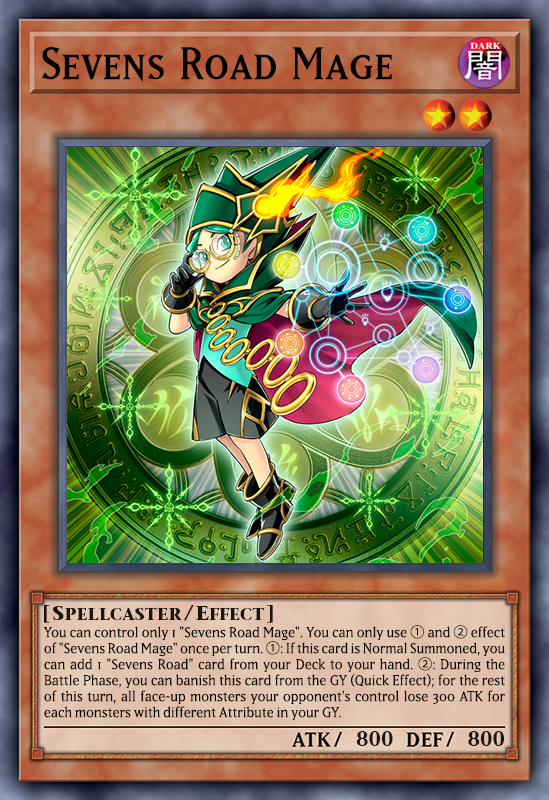 Sevens Road Mage
DARK
闇
[Spellcaster/Effect]
You can control only 1 "Sevens Road Mage". You can only use ① and ② effect
of "Sevens Road Mage" once per turn. ①: If this card is Normal Summoned, you
can add 1 "Sevens Road" card from your Deck to your hand. ②: During the
Battle Phase, you can banish this card from the GY (Quick Effect); for the rest
of this turn, all face-up monsters your opponent's control lose 300 ATK for
each monsters with different Attribute in your GY.
ATK/ 800 DEF/ 800